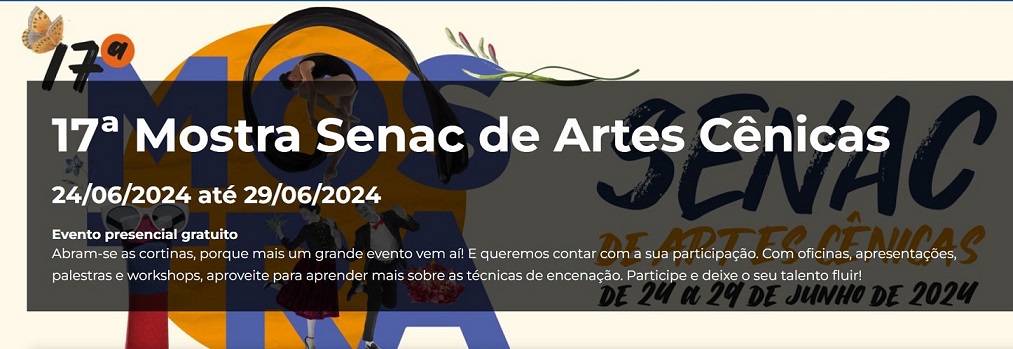 17ª
MOSTRA
SENAC
DE ARTES CÊNICAS
DE 24 a 29 DE JUNHO DE 2024
17ª Mostra Senac de Artes Cênicas
24/06/2024 até 29/06/2024
Evento presencial gratuito
Abram-se as cortinas, porque mais um grande evento vem aí! E queremos contar com a sua participação. Com oficinas, apresentações,
palestras e workshops, aproveite para aprender mais sobre as técnicas de encenação. Participe e deixe o seu talento fluir!